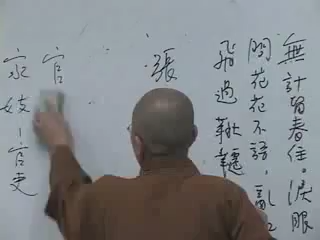 無計留春住。淚眼
問花花不語，亂
飛過鞦韆
張
官
家妓－官吏